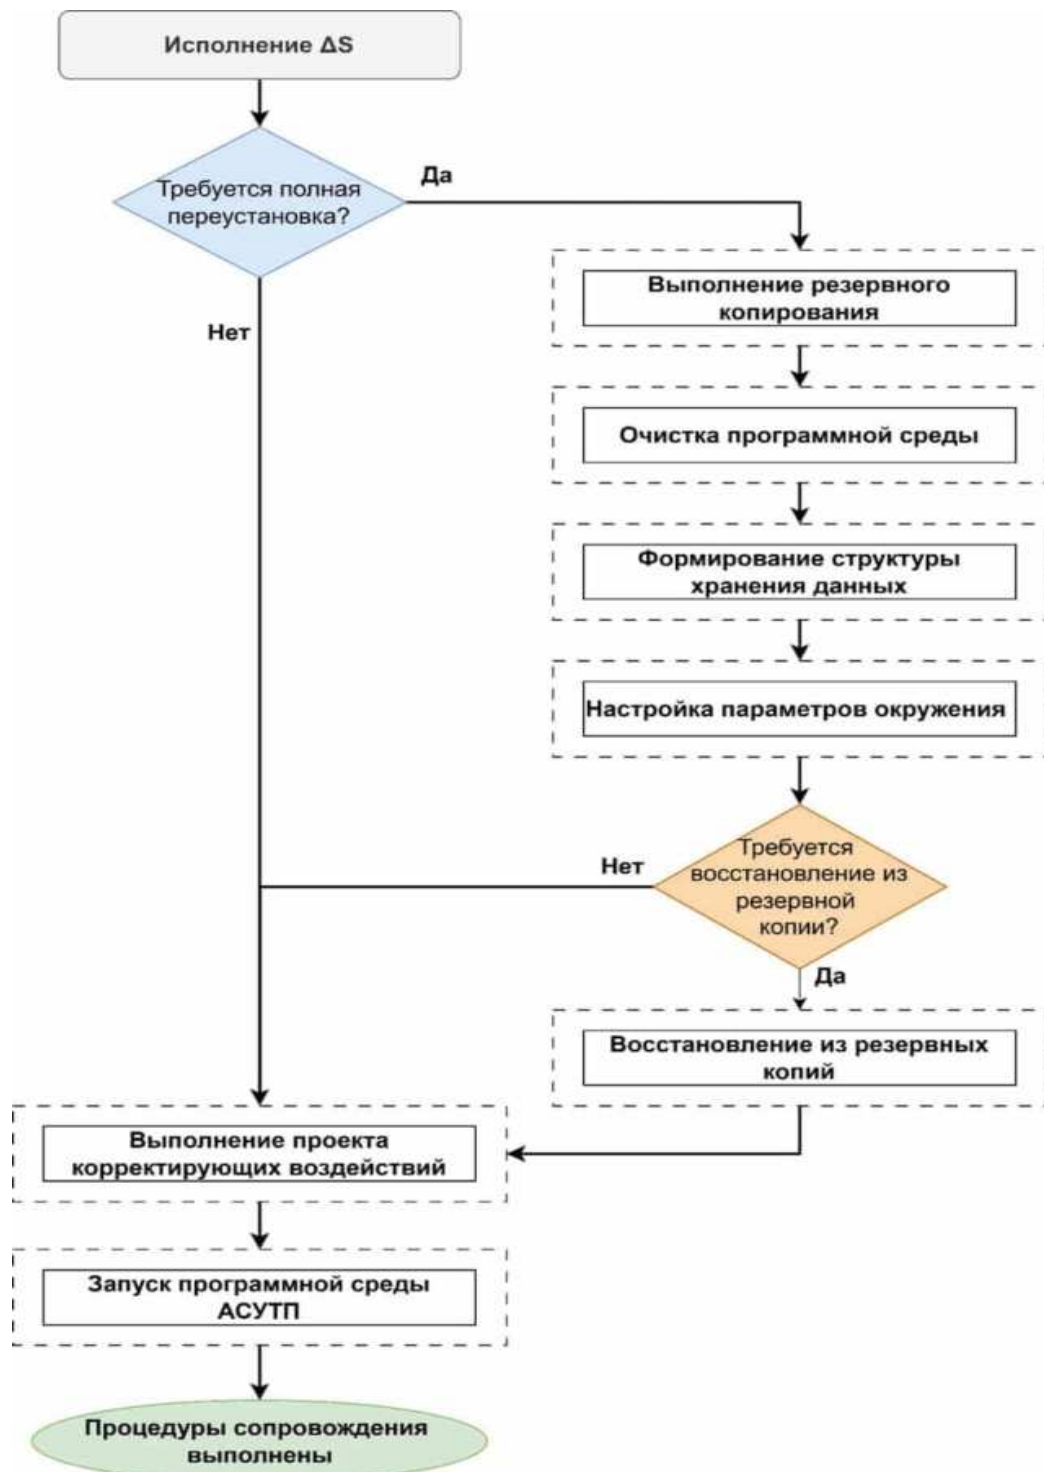 Исполнение ΔS
Требуется полная
переустановка?
Да
Нет
Выполнение резервного
копирования
Очистка программной среды
Формирование структуры
хранения данных
Настройка параметров окружения
Требуется
восстановление из
резервной
копии?
Нет
Да
Восстановление из резервных
копий
Выполнение проекта
корректирующих воздействий
Запуск программной среды
АСУТП
Процедуры сопровождения
выполнены